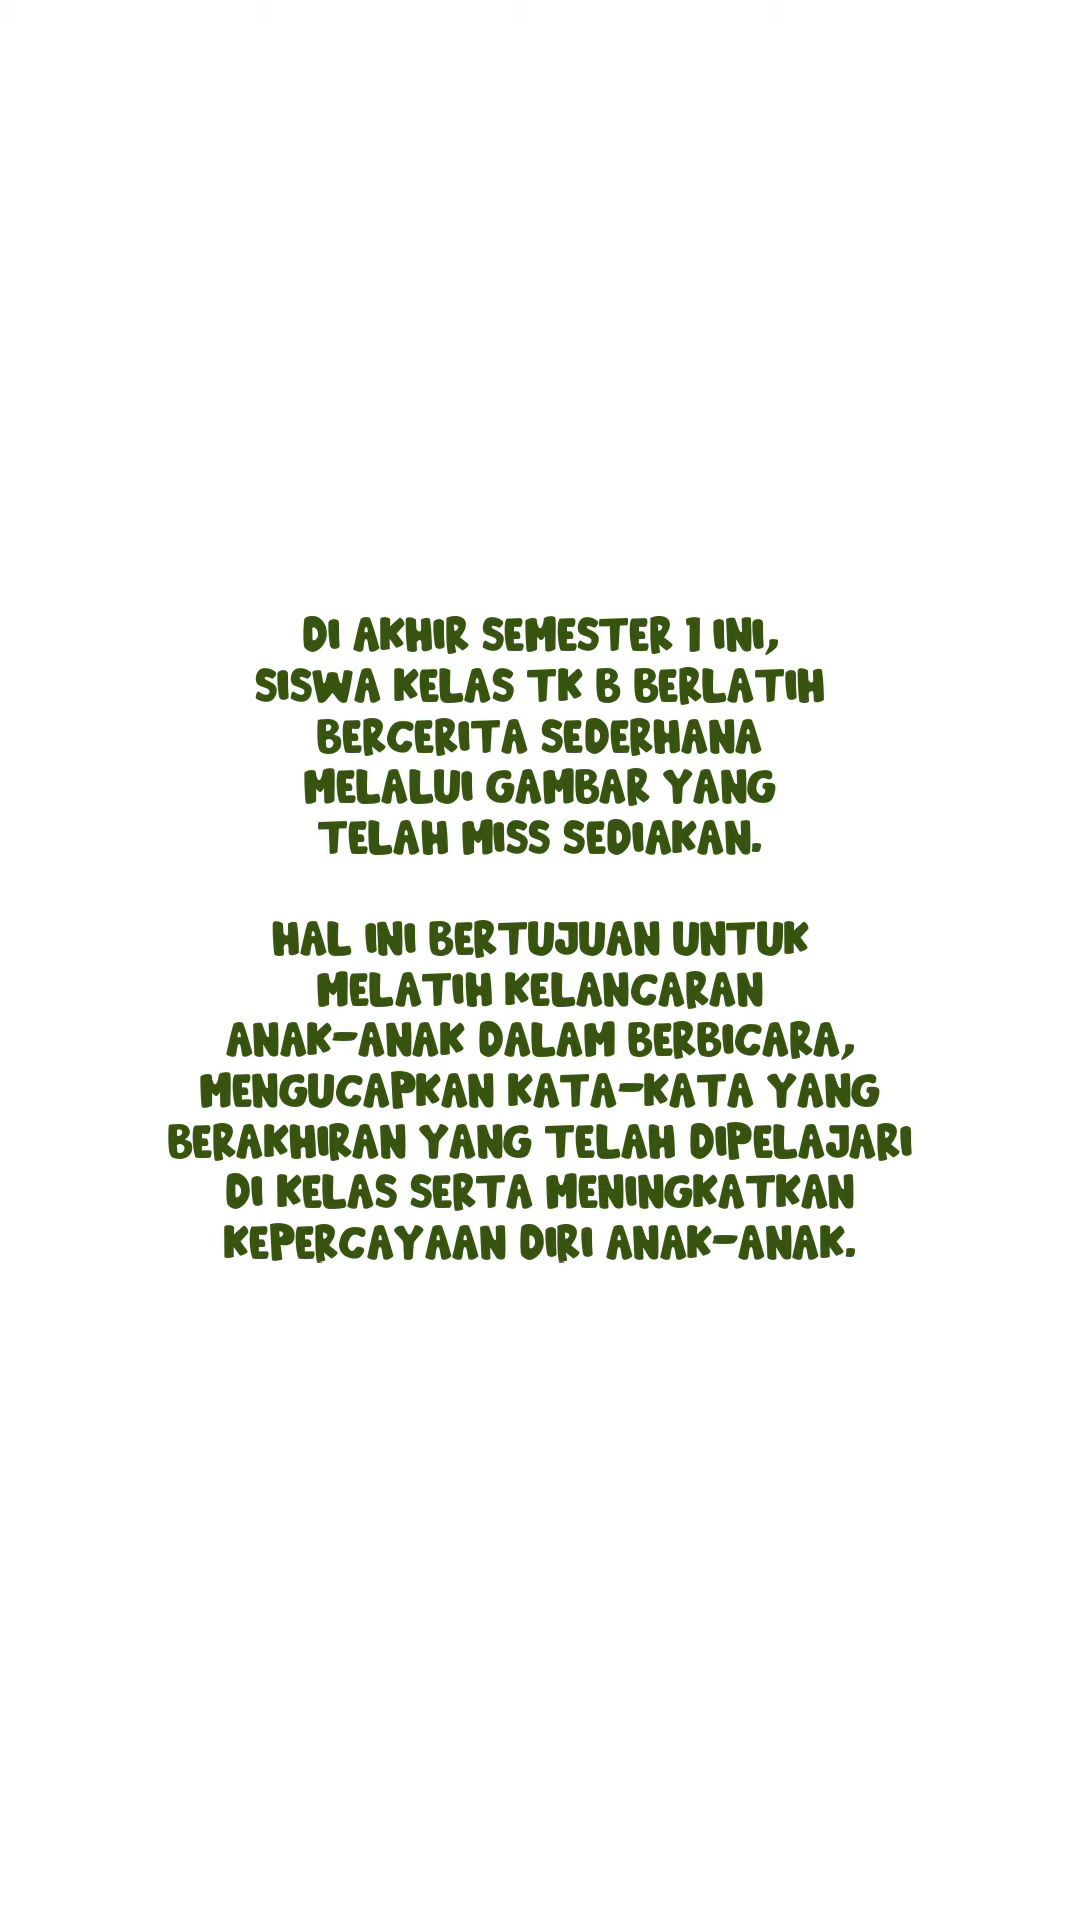 DI AKHIR SEMESTER 1 INI,
SISWA KELAS TK B BERLATIH
BERCERITA SEDERHANA
MELALUI GAMBAR YANG
TELAH MISS SEDIAKAN.
HAL INI BERTUJUAN UNTUK
MELATIH KELANCARAN
ANAK-ANAK DALAM BERBICARA,
MENGUCAPKAN KATA-KATA YANG
BERAKHIRAN YANG TELAH DIPELAJARI
DI KELAS SERTA MENINGKATKAN
KEPERCAYAAN DIRI ANAK-ANAK.